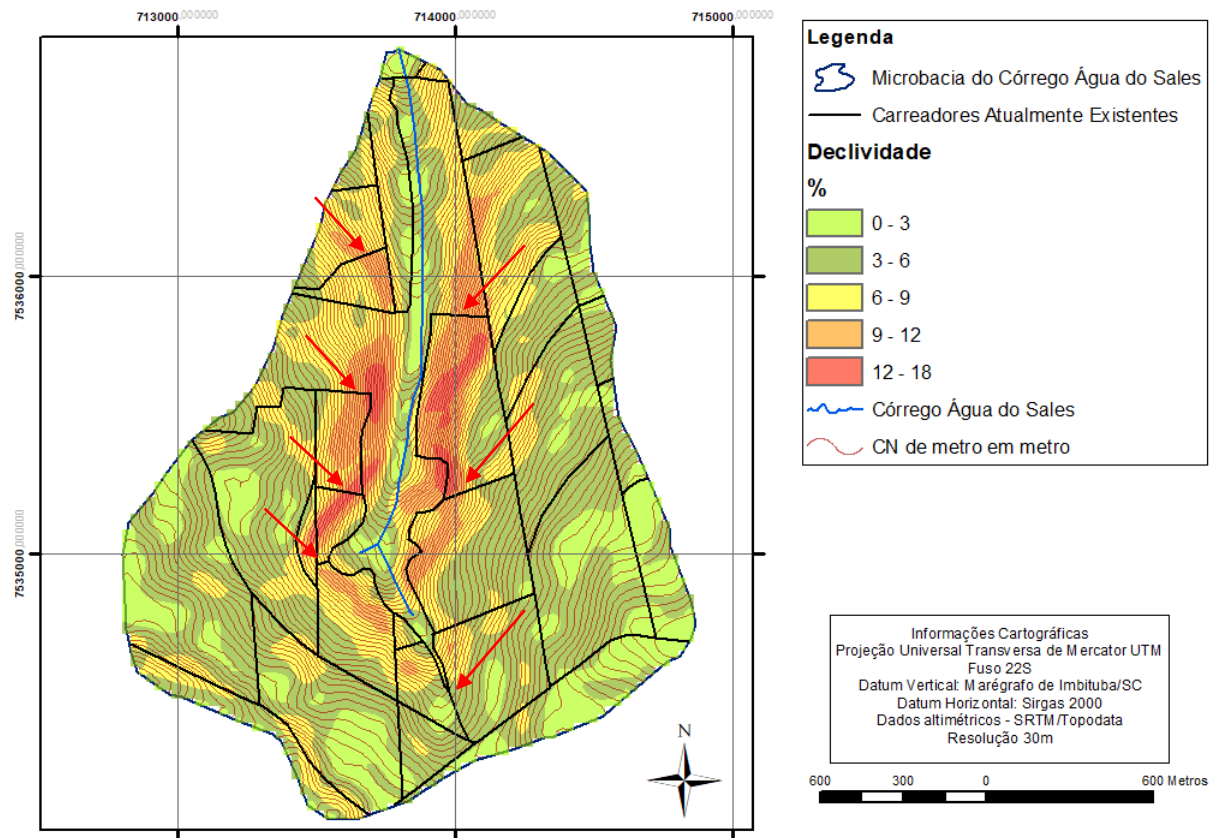 713000,000000
714000,000000
715000,000000
7536000,000000
7535000,000000
N
Legenda
Microbacia do Córrego Água do Sales
Carreadores Atualmente Existentes
Declividade
%
0 - 3
3 - 6
6 - 9
9 - 12
12 - 18
Córrego Água do Sales
CN de metro em metro
Informações Cartográficas
Projeção Universal Transversa de Mercator UTM
Fuso 22S
Datum Vertical: Marégrafo de Imbituba/SC
Datum Horizontal: Sirgas 2000
Dados altimétricos - SRTM/Topodata
Resolução 30m
600 300 0 600 Metros